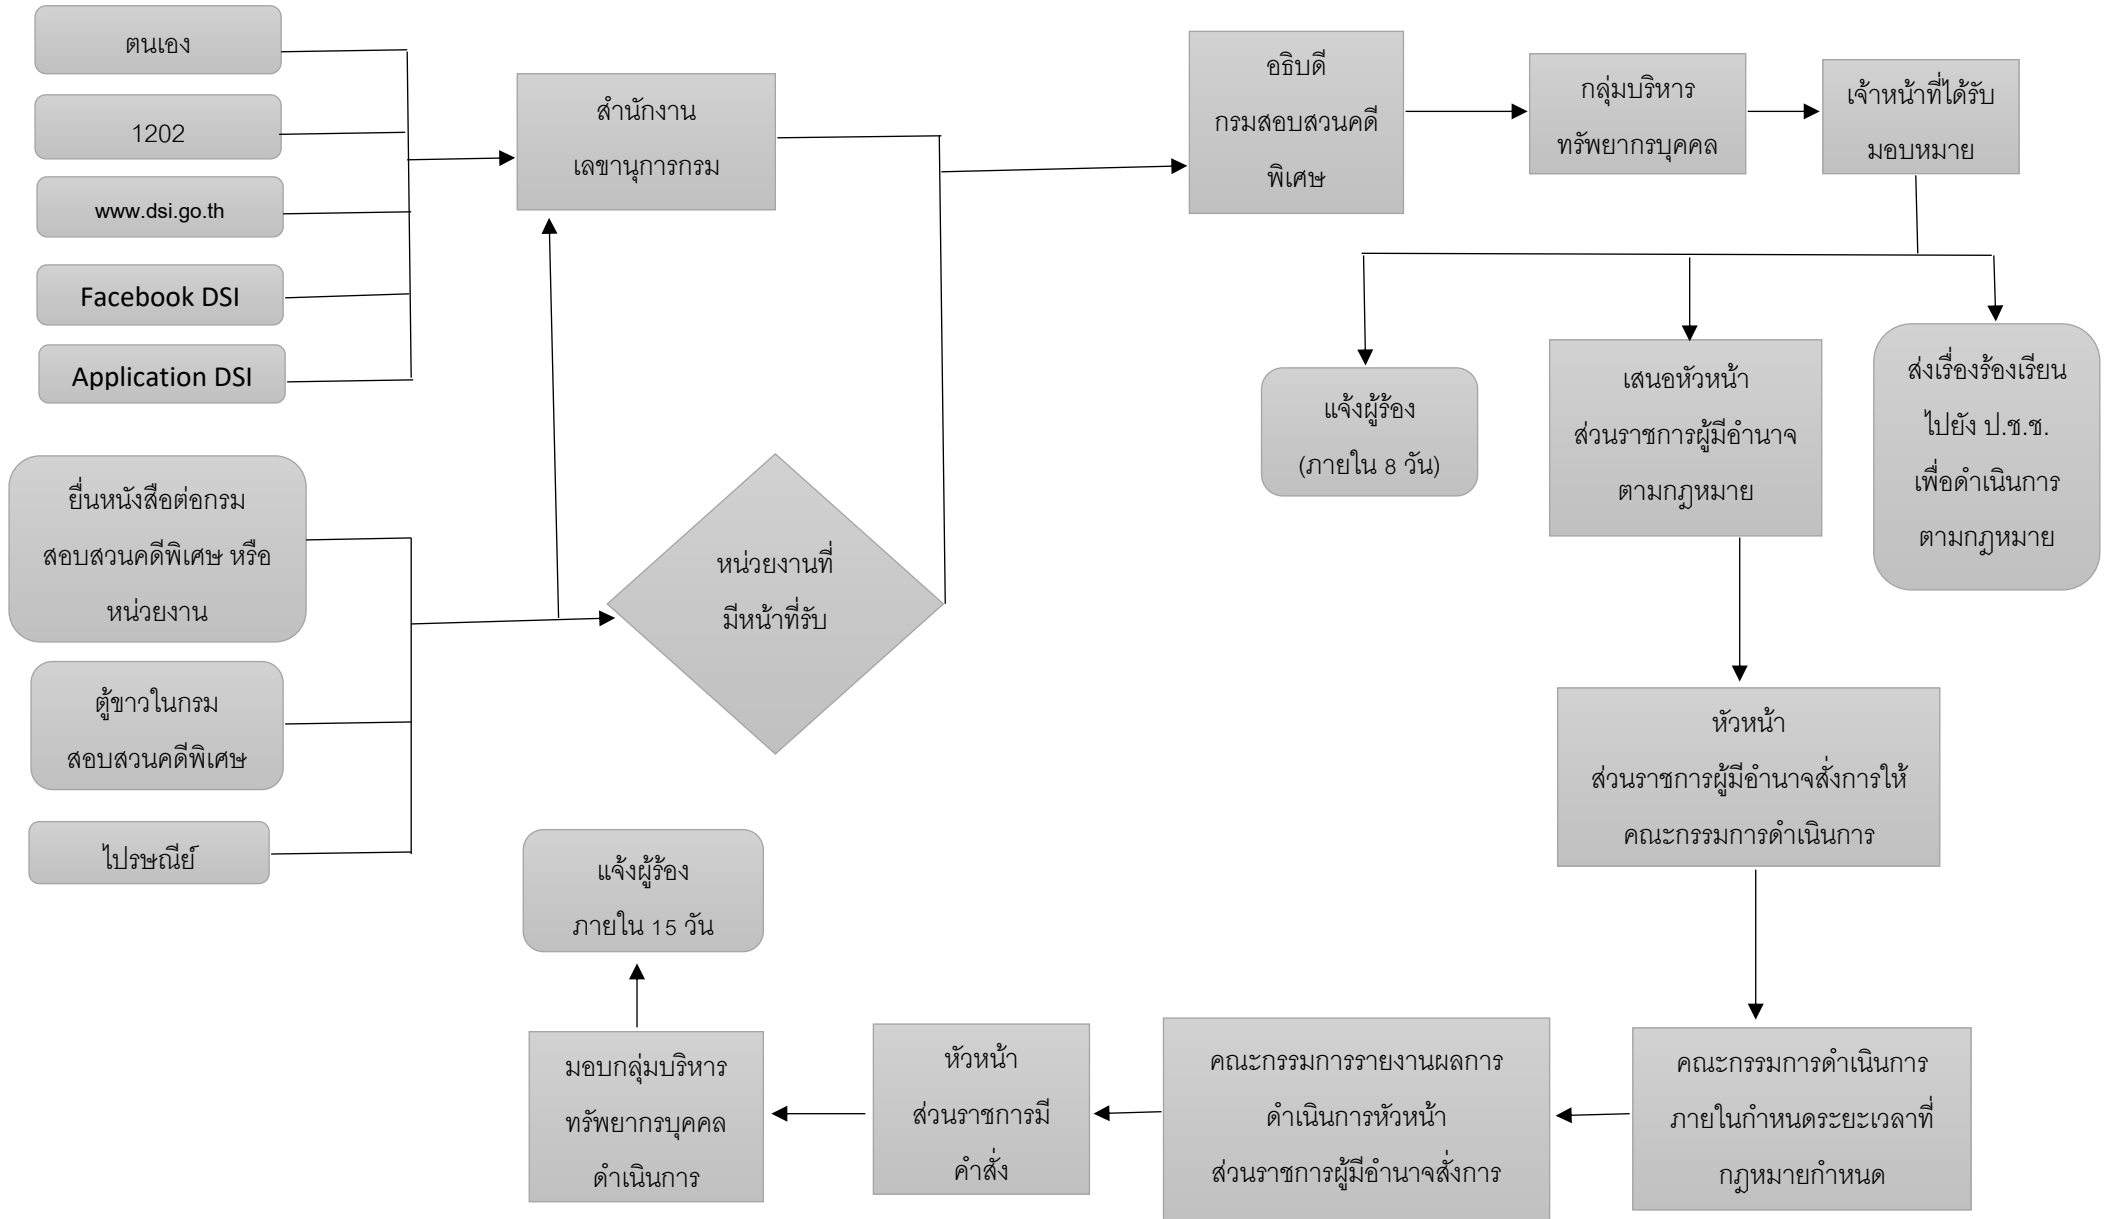 ตนเอง
1202
www.dsi.go.th
Facebook DSI
Application DSI
ยื่นหนังสือต่อกรม
สอบสวนคดีพิเศษ หรือ
หน่วยงาน
ตู้ขาวในกรม
สอบสวนคดีพิเศษ
ไปรษณีย์
สำนักงาน
เลขานุการกรม
หน่วยงานที่
มีหน้าที่รับ
อธิบดี
กรมสอบสวนคดี
พิเศษ
กลุ่มบริหาร
ทรัพยากรบุคคล
เจ้าหน้าที่ได้รับ
มอบหมาย
แจ้งผู้ร้อง
(ภายใน 8 วัน)
เสนอหัวหน้า
ส่วนราชการผู้มีอำนาจ
ตามกฎหมาย
ส่งเรื่องร้องเรียน
ไปยัง ป.ช.ช.
เพื่อดำเนินการ
ตามกฎหมาย
หัวหน้า
ส่วนราชการผู้มีอำนาจสั่งการให้
คณะกรรมการดำเนินการ
คณะกรรมการดำเนินการ
ภายในกำหนดระยะเวลาที่
กฎหมายกำหนด
คณะกรรมการรายงานผลการ
ดำเนินการหัวหน้า
ส่วนราชการผู้มีอำนาจสั่งการ
หัวหน้า
ส่วนราชการมี
คำสั่ง
มอบกลุ่มบริหาร
ทรัพยากรบุคคล
ดำเนินการ
แจ้งผู้ร้อง
ภายใน 15 วัน